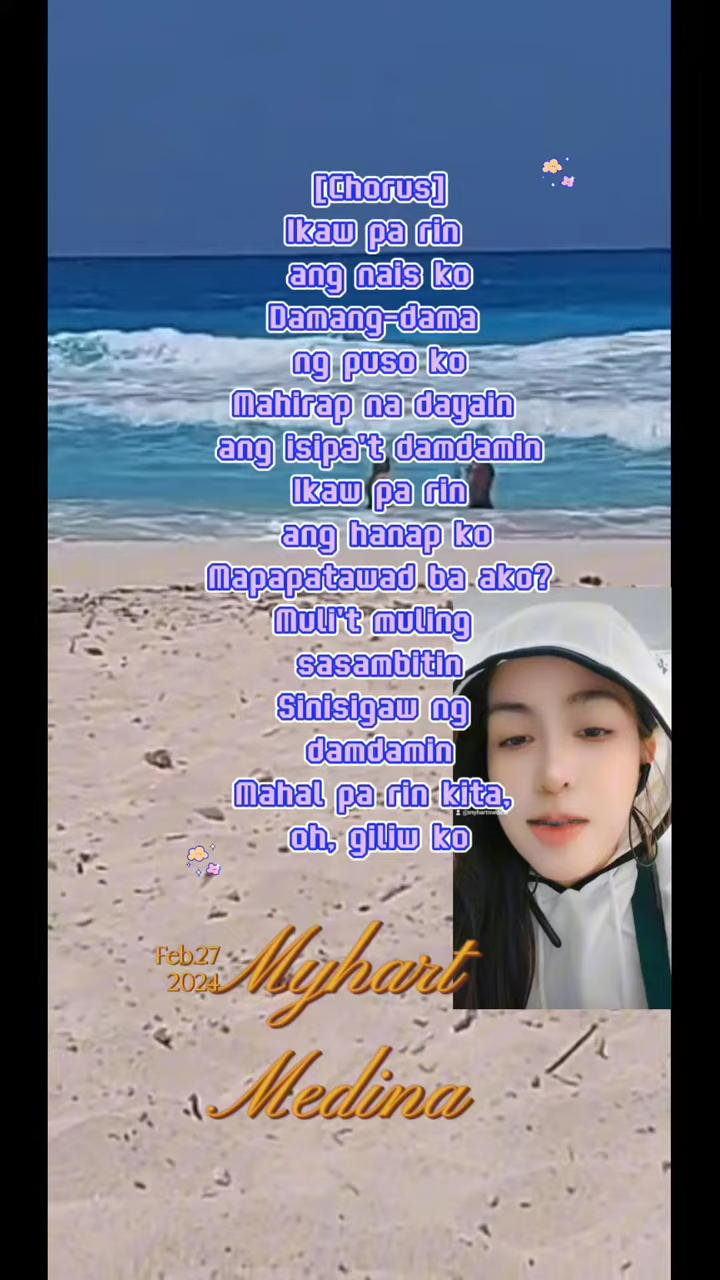 [Chorus]
Ikaw pa rin
ang nais ko
Damang-dama
ng puso ko
Mahirap na dayain
ang isipa't damdamin
Ikaw pa rin
ang hanap ko
Mapapatawad ba ako?
Muli't muling
sasambitin
Sinisigaw ng
damdamin
Mahal pa rin kita,
oh, giliw ko
Feb.27
2024
Myhart
Medina